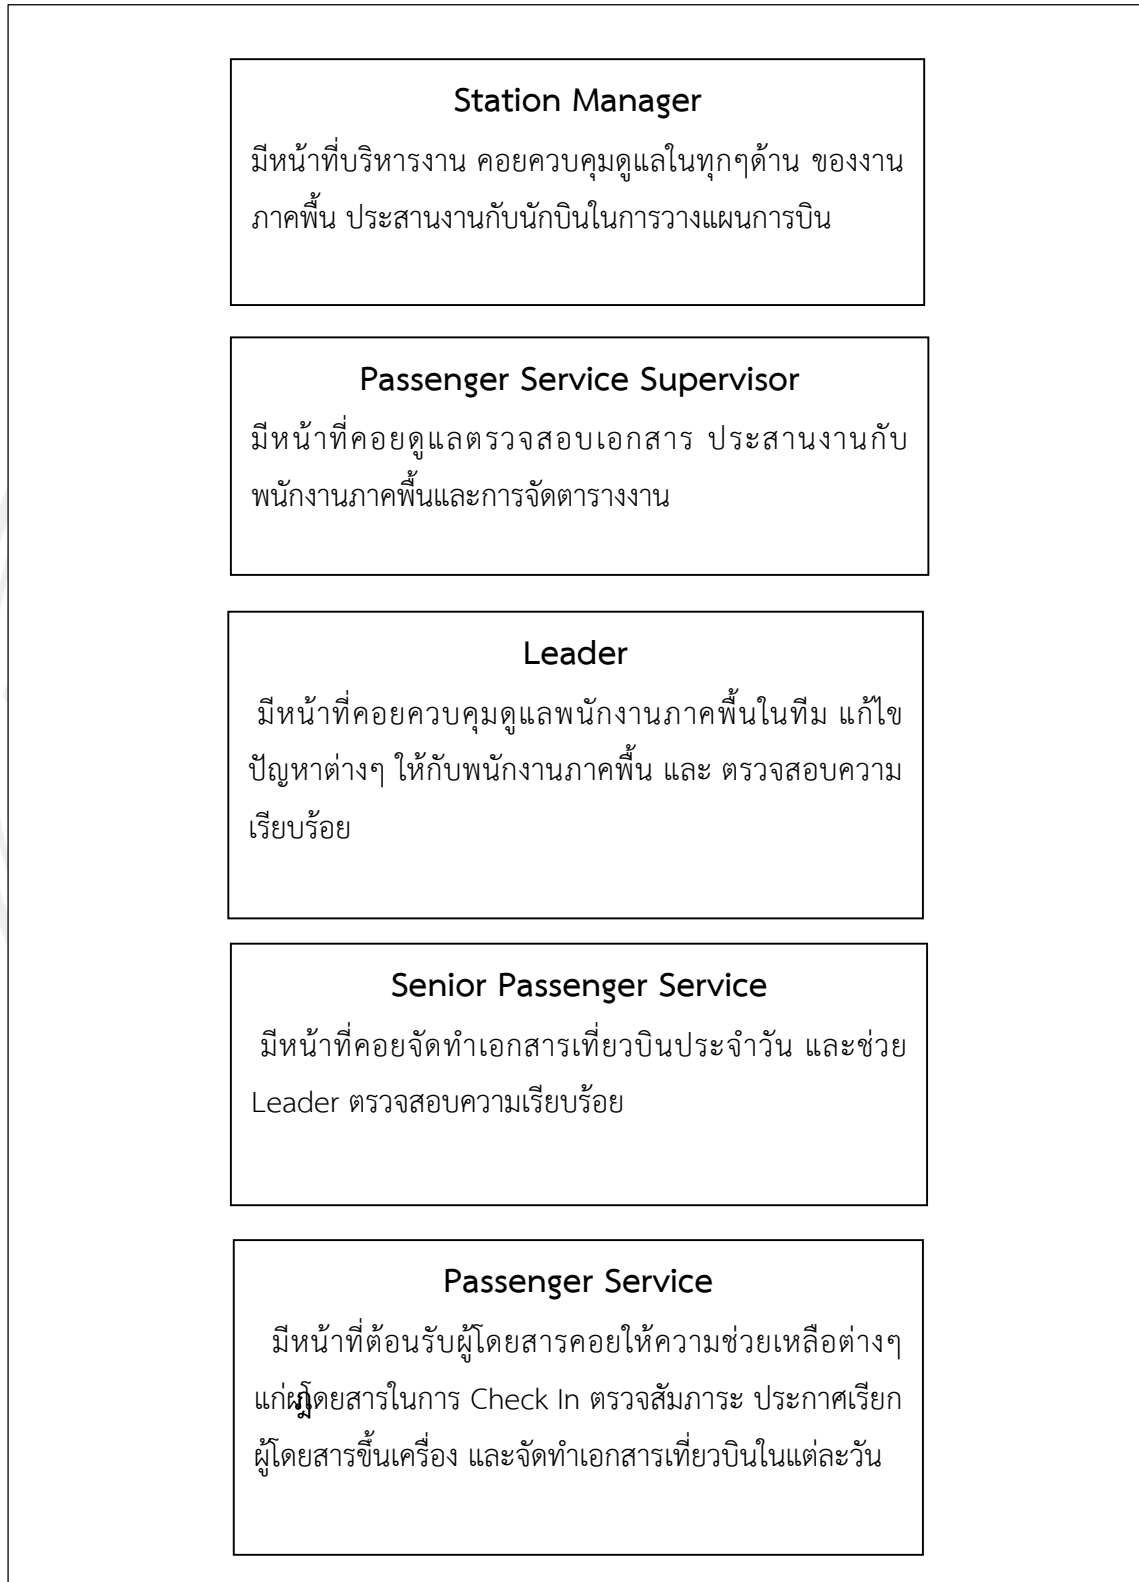 Station Manager
มีหน้าที่บริหารงาน คอยควบคุมดูแลในทุกๆด้าน ของงาน
ภาคพื้น ประสานงานกับนักบินในการวางแผนการบิน
Passenger Service Supervisor
มีหน้าที่คอยดูแลตรวจสอบเอกสาร ประสานงานกับ
พนักงานภาคพื้นและการจัดตารางงาน
Leader
มีหน้าที่คอยควบคุมดูแลพนักงานภาคพื้นในทีม แก้ไข
ปัญหาต่างๆ ให้กับพนักงานภาคพื้น และ ตรวจสอบความ
เรียบร้อย
Senior Passenger Service
มีหน้าที่คอยจัดทำเอกสารเที่ยวบินประจำวัน และช่วย
Leader ตรวจสอบความเรียบร้อย
Passenger Service
มีหน้าที่ต้อนรับผู้โดยสารคอยให้ความช่วยเหลือต่างๆ
ในการ Check In ตรวจสัมภาระ ประกาศเรียก
ผู้โดยสารขึ้นเครื่อง และจัดทำเอกสารเที่ยวบินในแต่ละวัน